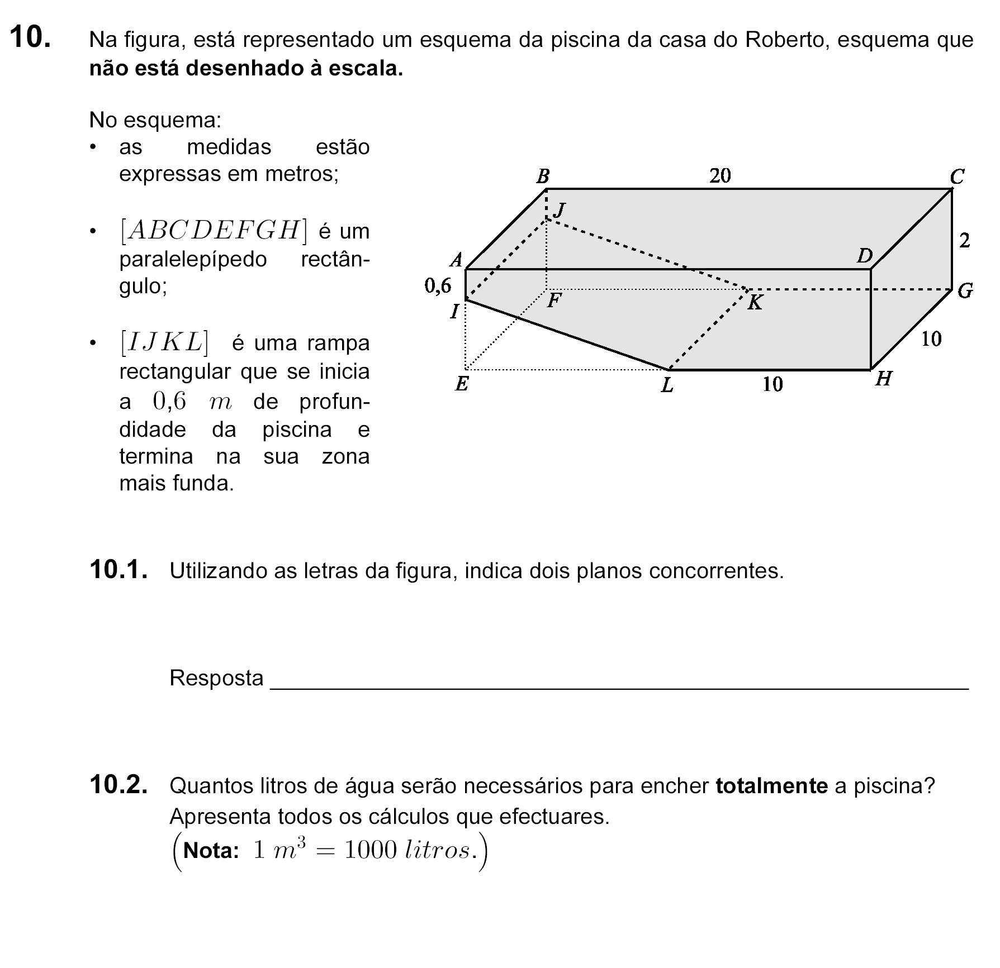 10. Na figura, está representado um esquema da piscina da casa do Roberto, esquema que
não está desenhado à escala.
No esquema:
• as medidas estão
expressas em metros;
• [ABCDEFGH] é um
paralelepípedo rectân-
gulo;
• [IJKL] é uma rampa
rectangular que se inicia
a 0,6 m de profun-
didade da piscina e
termina na sua zona
mais funda.
B 20 C
J
A D 2
0,6
I F K G
10
E L 10 H
10.1. Utilizando as letras da figura, indica dois planos concorrentes.
Resposta ______________________________
10.2. Quantos litros de água serão necessários para encher totalmente a piscina?
Apresenta todos os cálculos que efectuares.
(Nota: 1 m³ = 1000 litros.)